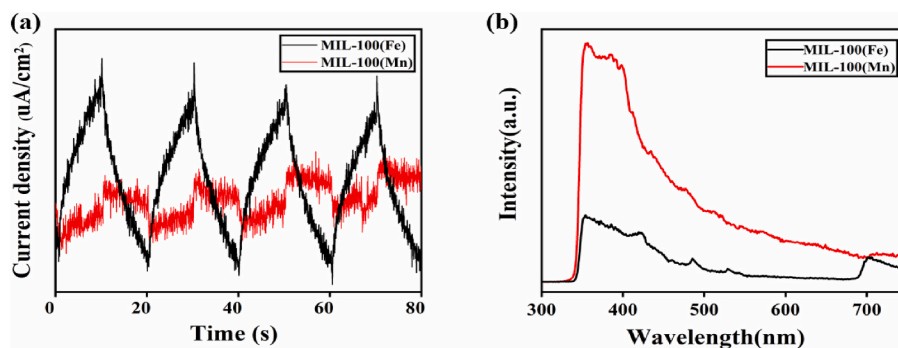 (a)
MIL-100(Fe)
MIL-100(Mn)
Current density (uA/cm²)
0 20 40 60 80
Time (s)
(b)
MIL-100(Fe)
MIL-100(Mn)
Intensity(a.u.)
300 400 500 600 700
Wavelength(nm)